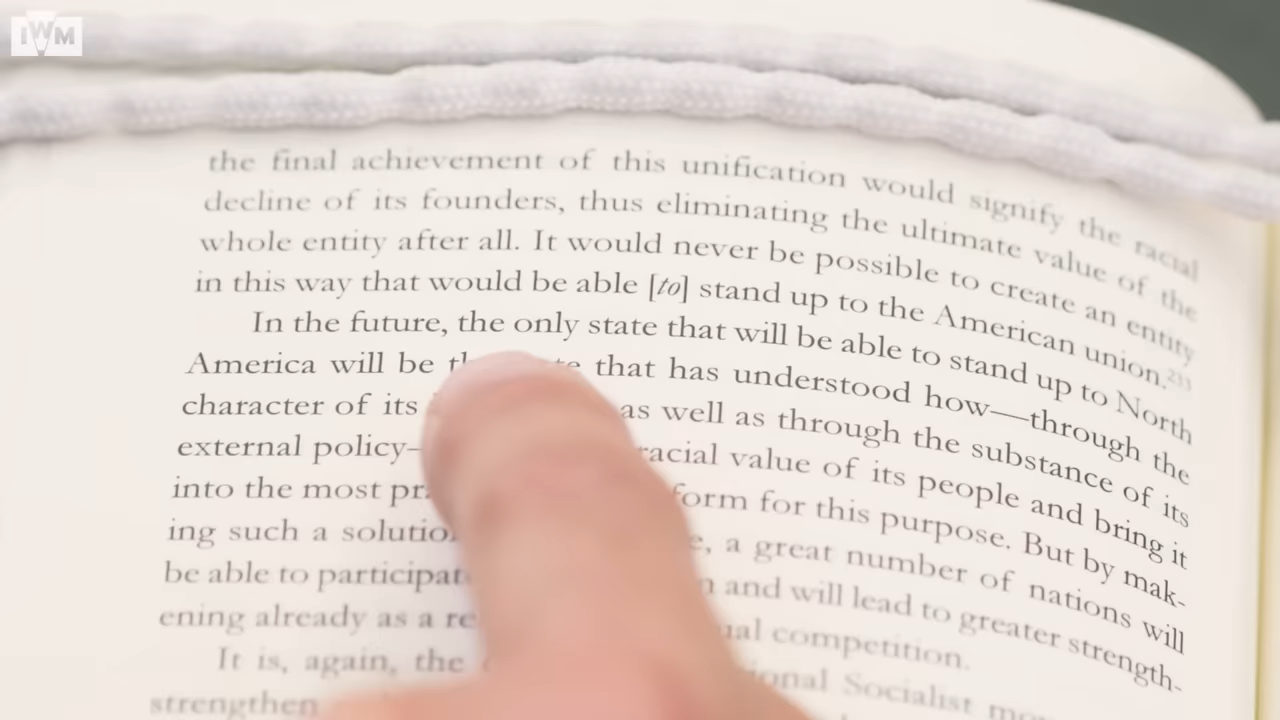 IWM
the final achievement of this unification would signify the racial
decline of its founders, thus eliminating the ultimate value of the
whole entity after all. It would never be possible to create an entity
in this way that would be able [to] stand up to the American union.233
In the future, the only state that will be able to stand up to North
America will be that has understood how—through the
character of its as well as through the substance of its
external policy— racial value of its people and bring it
into the most form for this purpose. But by mak-
ing such a a great number of nations will
be able to and will lead to greater strength-
ening already as a competition.
It is, again, the Socialist
strengthen